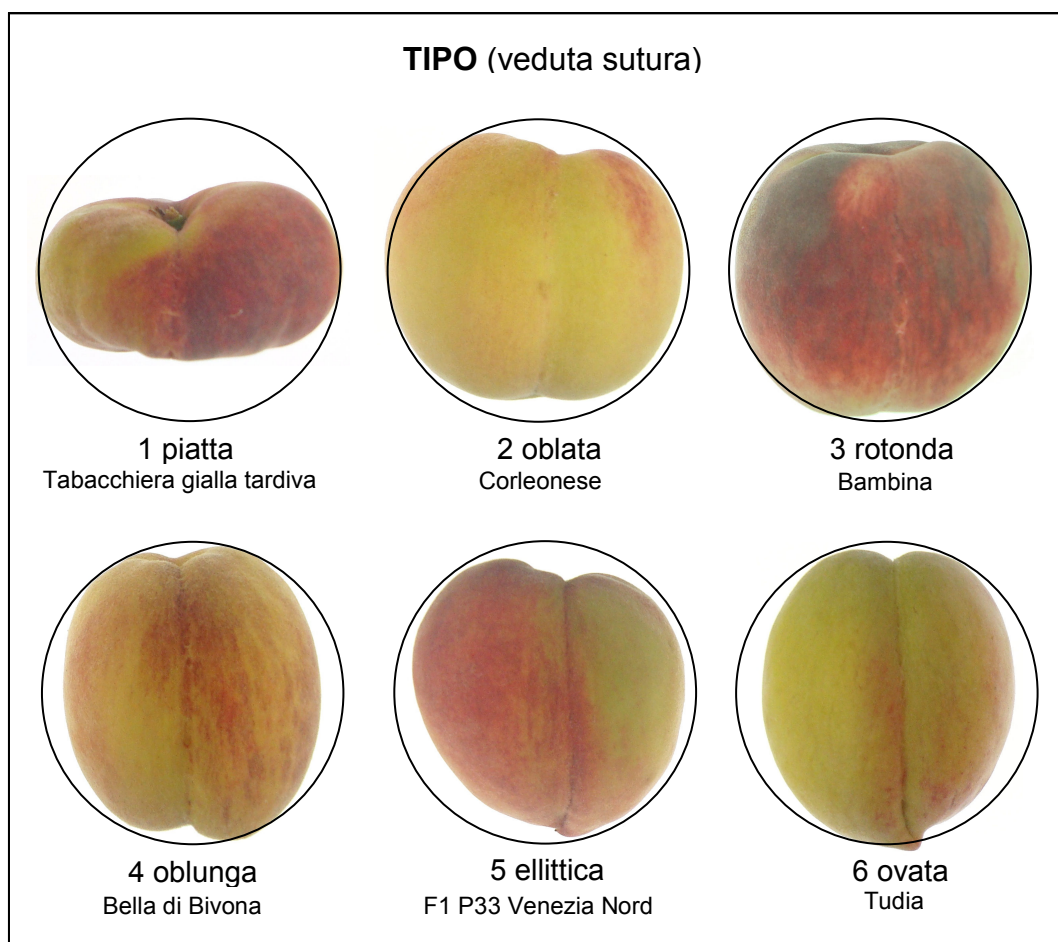 TIPO (veduta sutura)
1 piatta
Tabacchiera gialla tardiva
2 oblata
Corleonese
3 rotonda
Bambina
4 oblunga
Bella di Bivona
5 ellittica
F1 P33 Venezia Nord
6 ovata
Tudia